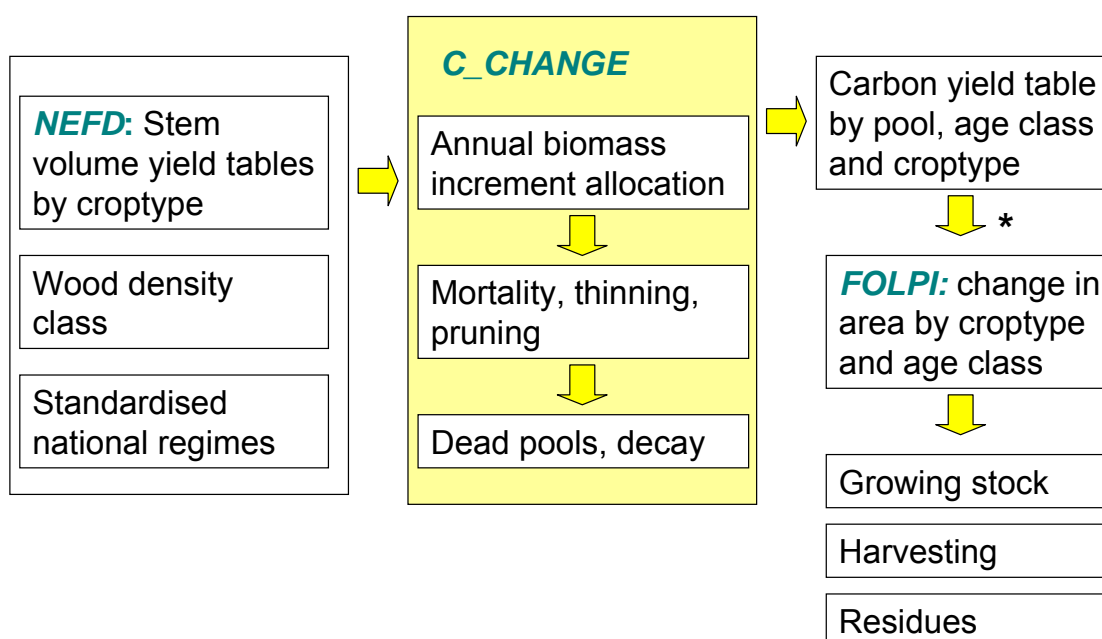 NEFD: Stem
volume yield tables
by croptype
Wood density
class
Standardised
national regimes
C_CHANGE
Annual biomass
increment allocation
Mortality, thinning,
pruning
Dead pools, decay
Carbon yield table
by pool, age class
and croptype
*
FOLPI: change in
area by croptype
and age class
Growing stock
Harvesting
Residues